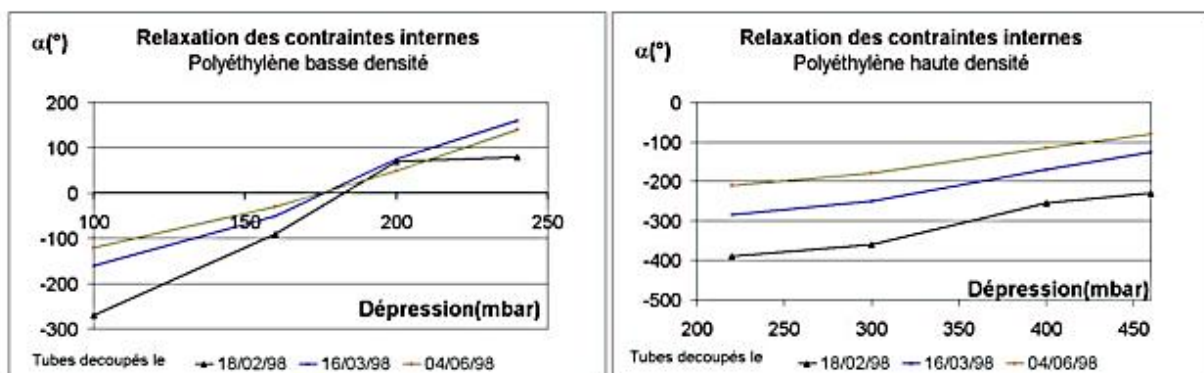 α(°)
Relaxation des contraintes internes
Polyéthylène basse densité
200
100
0
-100
-200
-300
100
150
200
250
Dépression(mbar)
Tubes decoupés le
18/02/98
16/03/98
04/06/98
α(°)
Relaxation des contraintes internes
Polyéthylène haute densité
0
-100
-200
-300
-400
-500
Dépression(mbar)
200
250
300
350
400
450
Tubes decoupés le
18/02/98
16/03/98
04/06/98